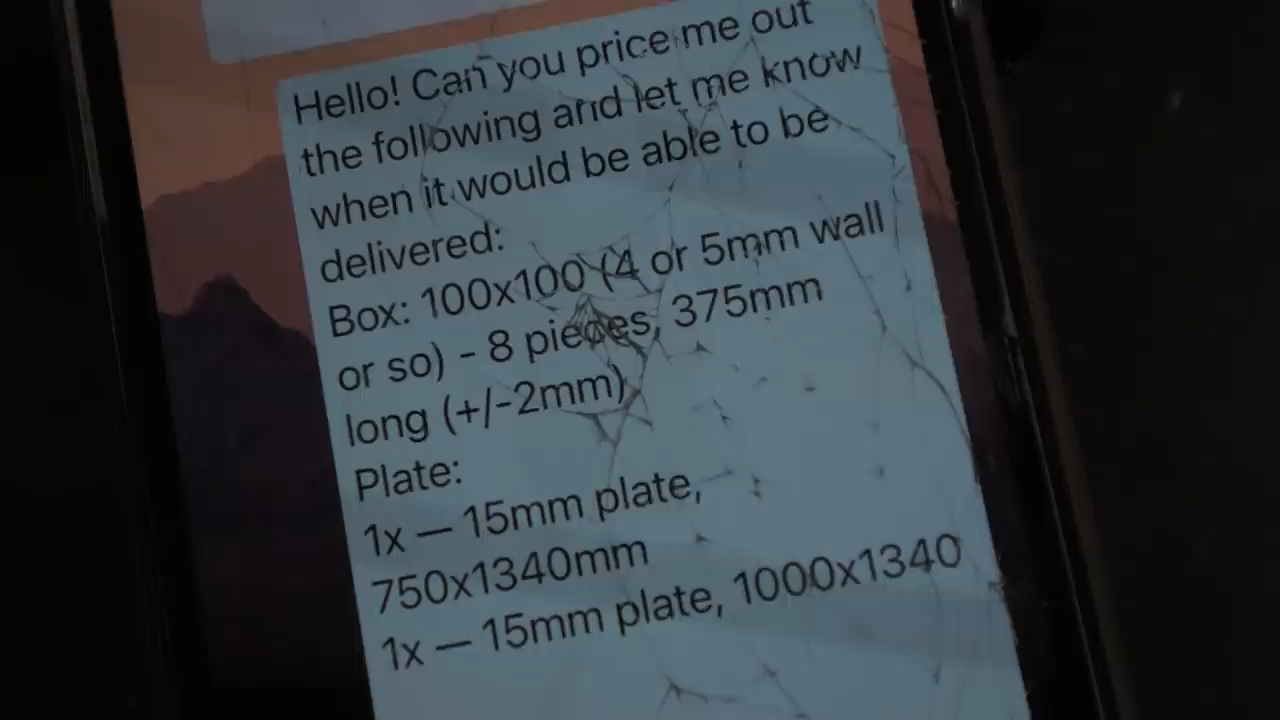 Hello! Can you price me out
the following and let me know
when it would be able to be
delivered:
Box: 100x100 (4 or 5mm wall
or so) - 8 pieces, 375mm
long (+/-2mm)
Plate:
1x — 15mm plate,
750x1340mm
1x — 15mm plate, 1000x1340